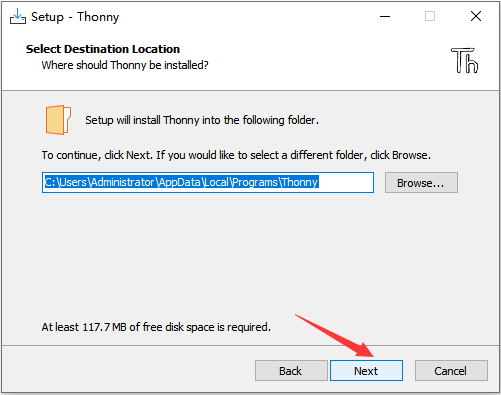 Setup - Thonny
Select Destination Location
Where should Thonny be installed?
Th
Setup will install Thonny into the following folder.
To continue, click Next. If you would like to select a different folder, click Browse.
C:\Users\Administrator\AppData\Local\Programs\Thonny
Browse...
At least 117.7 MB of free disk space is required.
Back
Next
Cancel